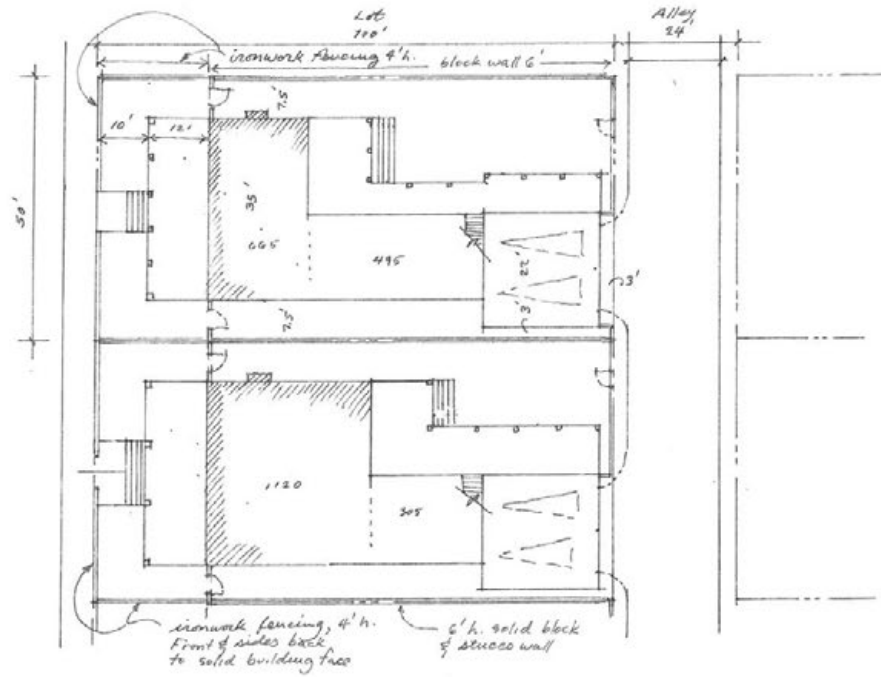 Lot
110'
Alley
24'
ironwork fencing 4'h.
block wall 6'
7.5'
10'
12'
50'
35'
665
495
22'
3'
3'
7.5'
1120
305
ironwork fencing, 4'h.
Front & sides back
to solid building face
6'h. solid block
& stucco wall